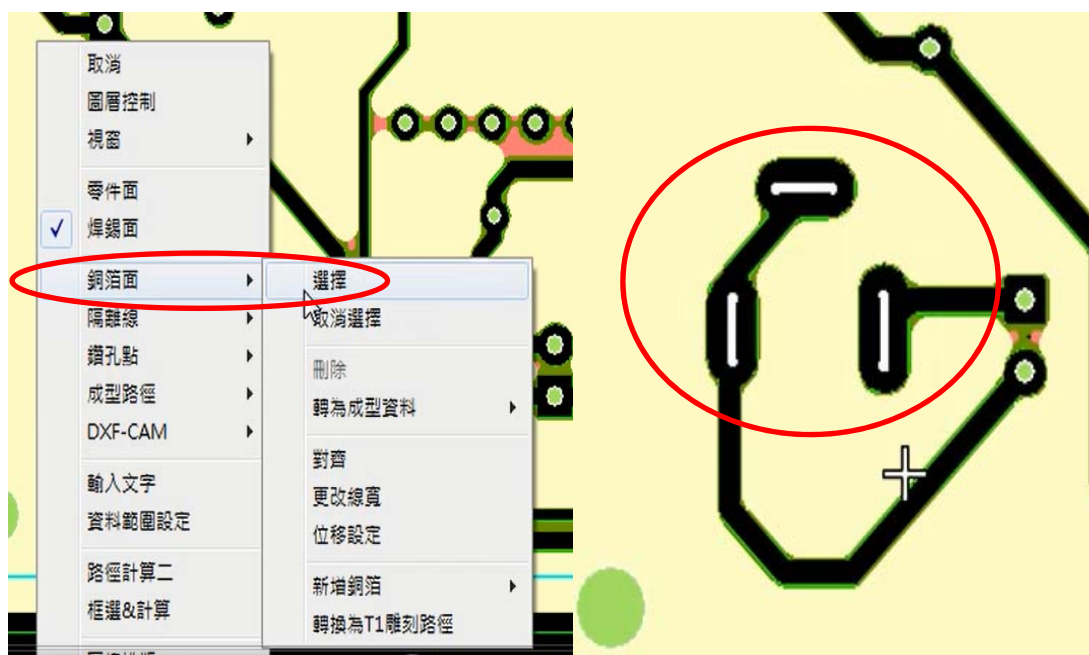 取消
圖層控制
視窗
零件面
焊錫面
銅箔面
隔離線
鑽孔點
成型路徑
DXF-CAM
輸入文字
資料範圍設定
路徑計算二
框選&計算
選擇
取消選擇
刪除
轉為成型資料
對齊
更改線寬
位移設定
新增銅箔
轉換為T1雕刻路徑